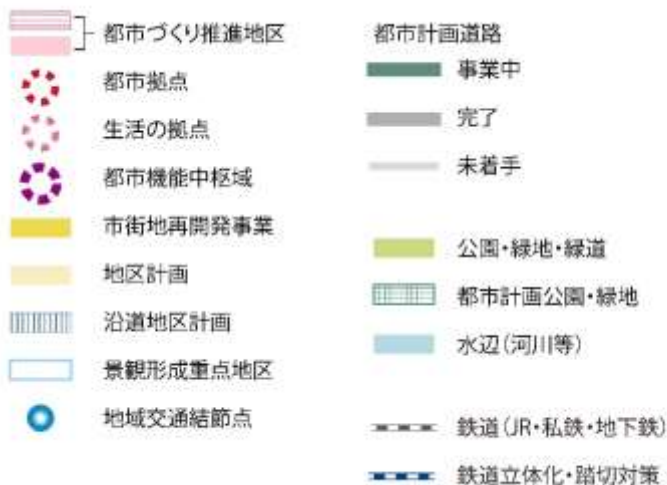 都市づくり推進地区
都市拠点
生活の拠点
都市機能中枢域
市街地再開発事業
地区計画
沿道地区計画
景観形成重点地区
地域交通結節点
都市計画道路
事業中
完了
未着手
公園・緑地・緑道
都市計画公園・緑地
水辺(河川等)
鉄道(JR・私鉄・地下鉄)
鉄道立体化・踏切対策